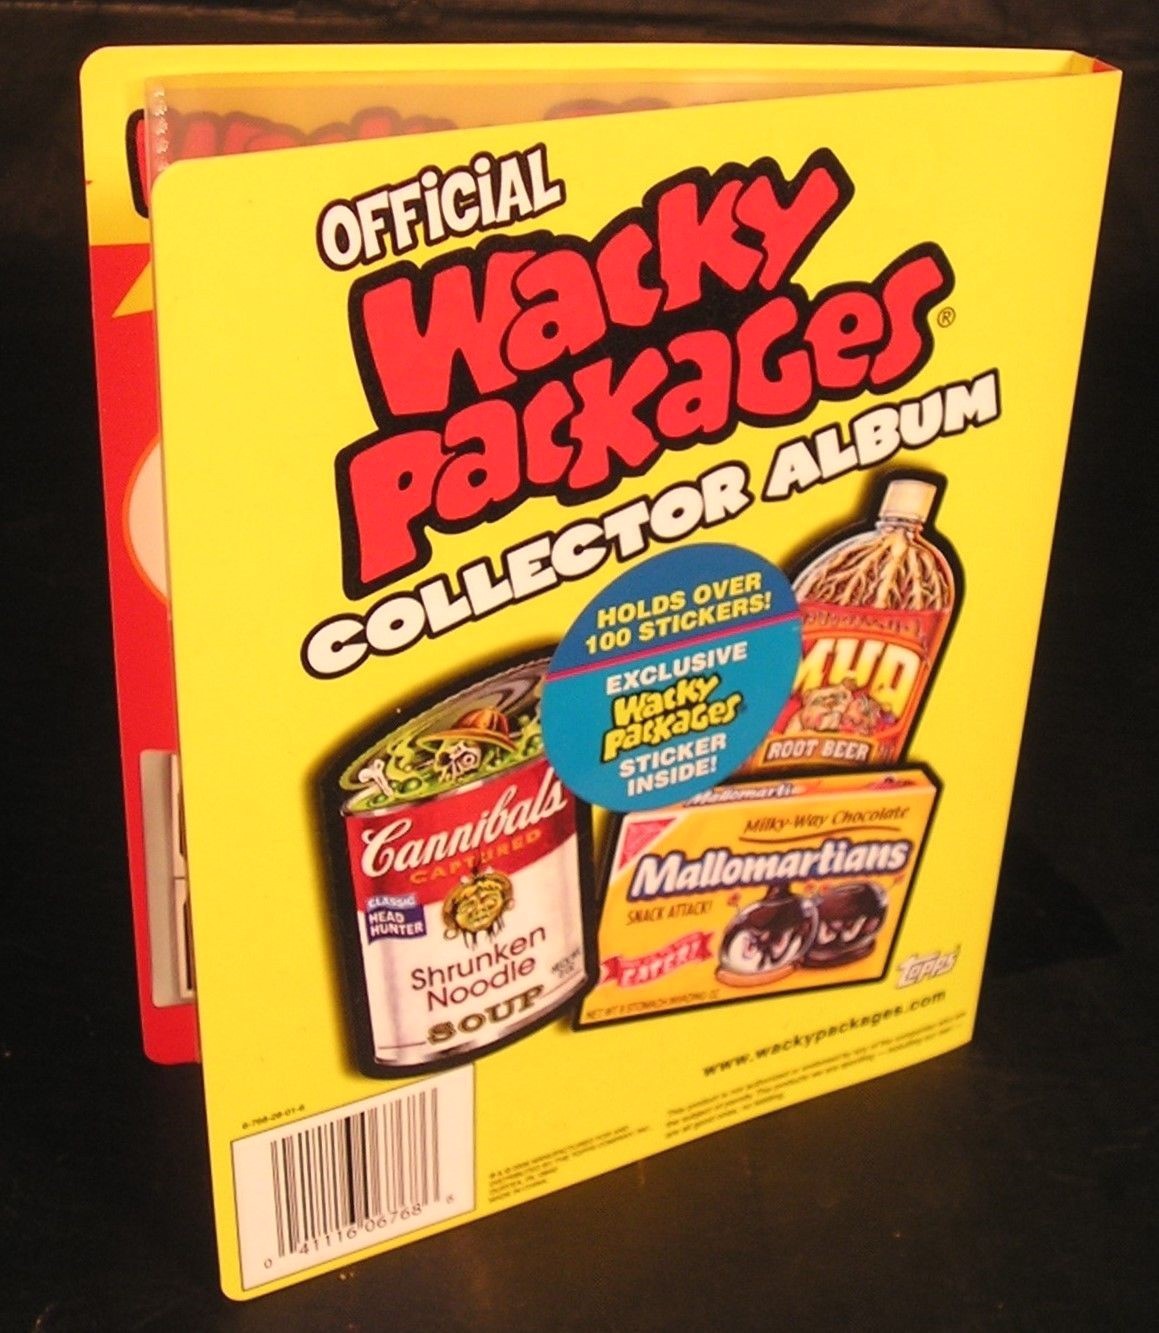 OFFiCiAL
Wacky
Packages®
COLLECTOR ALBUM
HOLDS OVER
100 STICKERS!
EXCLUSIVE
Wacky
Packages
STICKER
INSIDE!
MUD
ROOT BEER
Cannibals
CAPTURED
CLASSIC
HEAD
HUNTER
Shrunken
Noodle
SOUP
Mallomartians
Milky-Way Chocolate
Mallomartians
SNACK ATTACK!
EATERS!
Topps
www.wackypackages.com
0 41116 06768 6